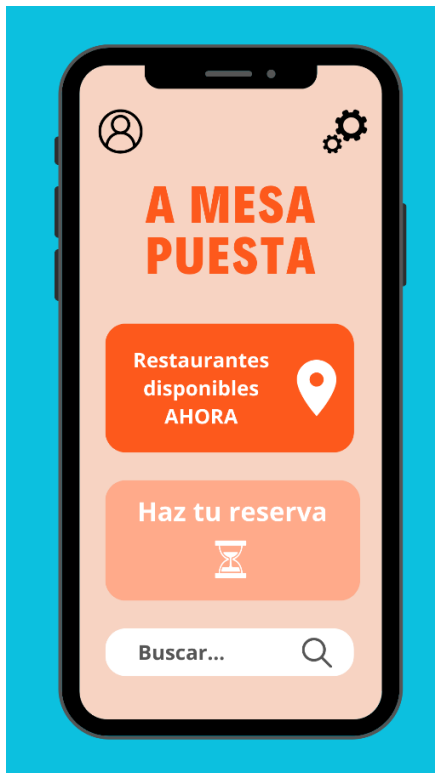 A MESA
PUESTA
Restaurantes
disponibles
AHORA
Haz tu reserva
Buscar...